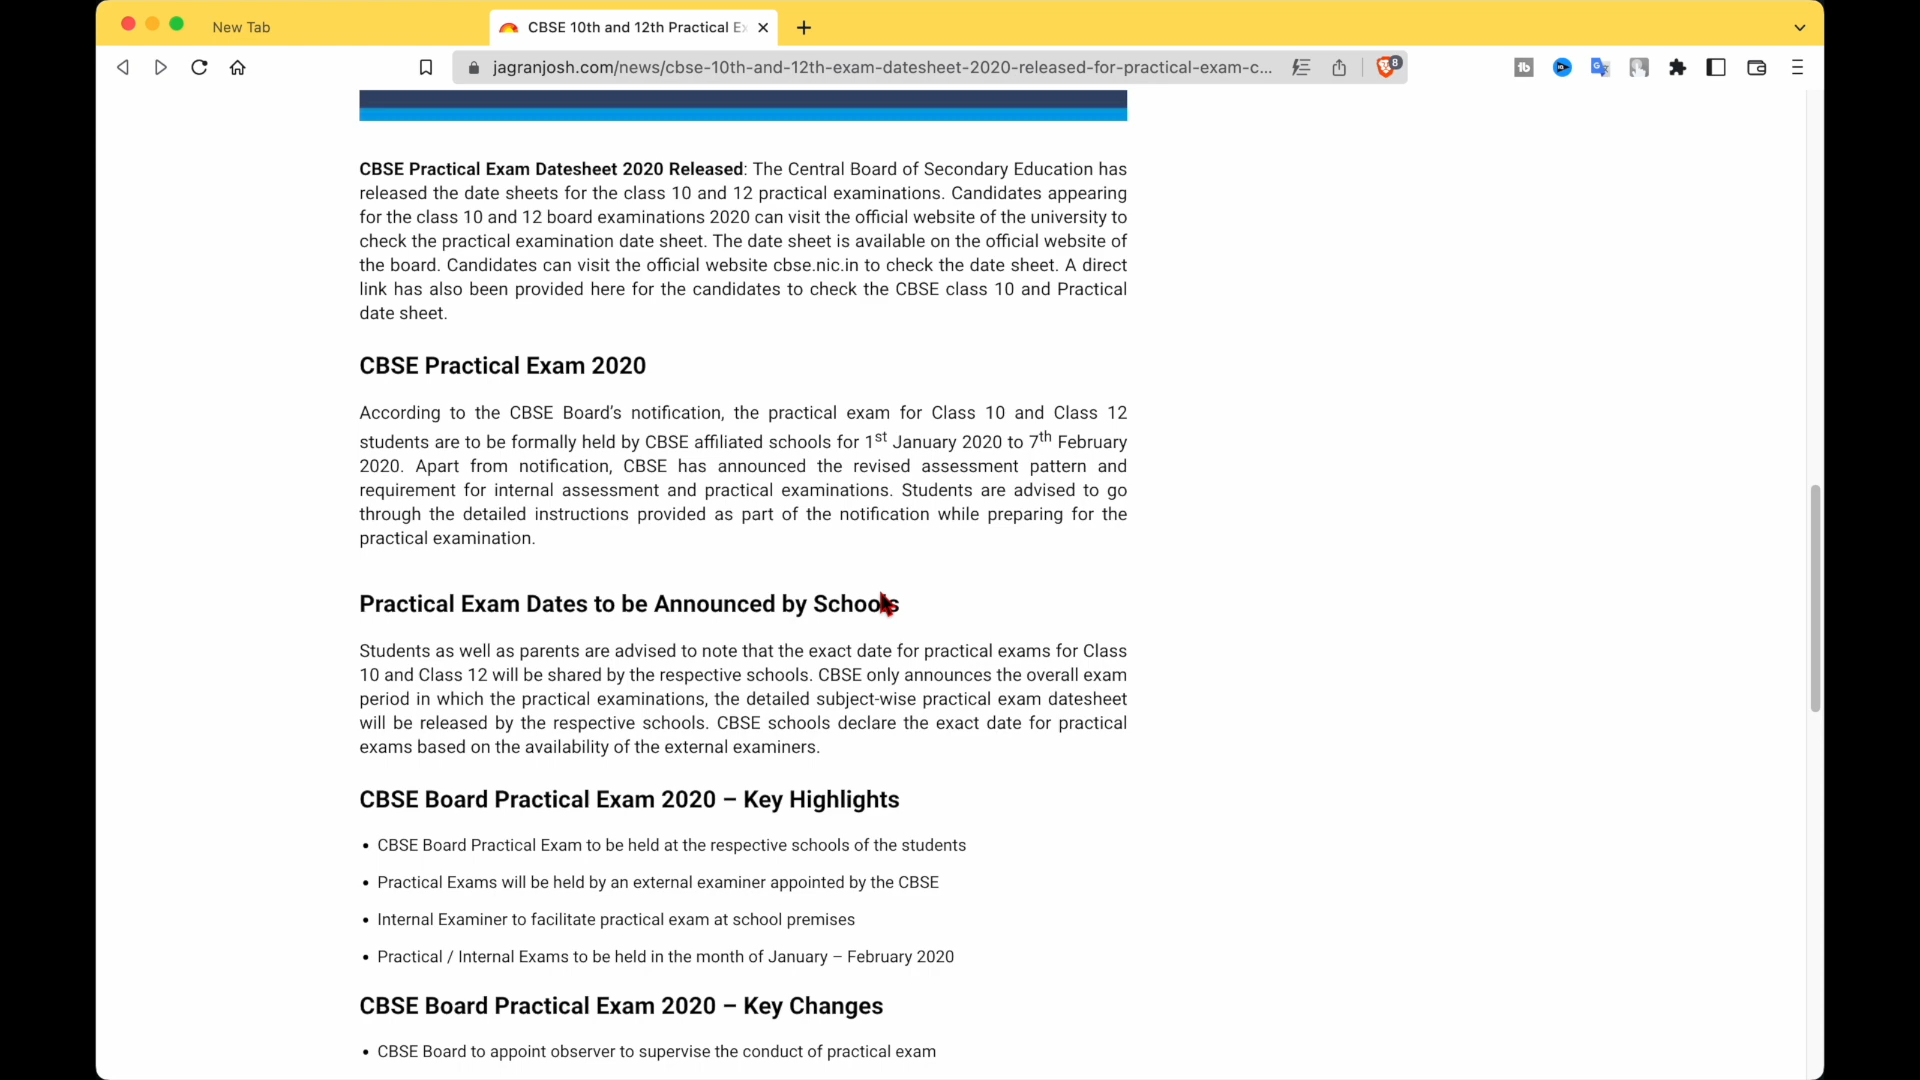 New Tab
CBSE 10th and 12th Practical Ex
jagranjosh.com/news/cbse-10th-and-12th-exam-datesheet-2020-released-for-practical-exam-c...
8
CBSE Practical Exam Datesheet 2020 Released: The Central Board of Secondary Education has
released the date sheets for the class 10 and 12 practical examinations. Candidates appearing
for the class 10 and 12 board examinations 2020 can visit the official website of the university to
check the practical examination date sheet. The date sheet is available on the official website of
the board. Candidates can visit the official website cbse.nic.in to check the date sheet. A direct
link has also been provided here for the candidates to check the CBSE class 10 and Practical
date sheet.
CBSE Practical Exam 2020
According to the CBSE Board’s notification, the practical exam for Class 10 and Class 12
students are to be formally held by CBSE affiliated schools for 1st January 2020 to 7th February
2020. Apart from notification, CBSE has announced the revised assessment pattern and
requirement for internal assessment and practical examinations. Students are advised to go
through the detailed instructions provided as part of the notification while preparing for the
practical examination.
Practical Exam Dates to be Announced by Schools
Students as well as parents are advised to note that the exact date for practical exams for Class
10 and Class 12 will be shared by the respective schools. CBSE only announces the overall exam
period in which the practical examinations, the detailed subject-wise practical exam datesheet
will be released by the respective schools. CBSE schools declare the exact date for practical
exams based on the availability of the external examiners.
CBSE Board Practical Exam 2020 – Key Highlights
• CBSE Board Practical Exam to be held at the respective schools of the students
• Practical Exams will be held by an external examiner appointed by the CBSE
• Internal Examiner to facilitate practical exam at school premises
• Practical / Internal Exams to be held in the month of January – February 2020
CBSE Board Practical Exam 2020 – Key Changes
• CBSE Board to appoint observer to supervise the conduct of practical exam